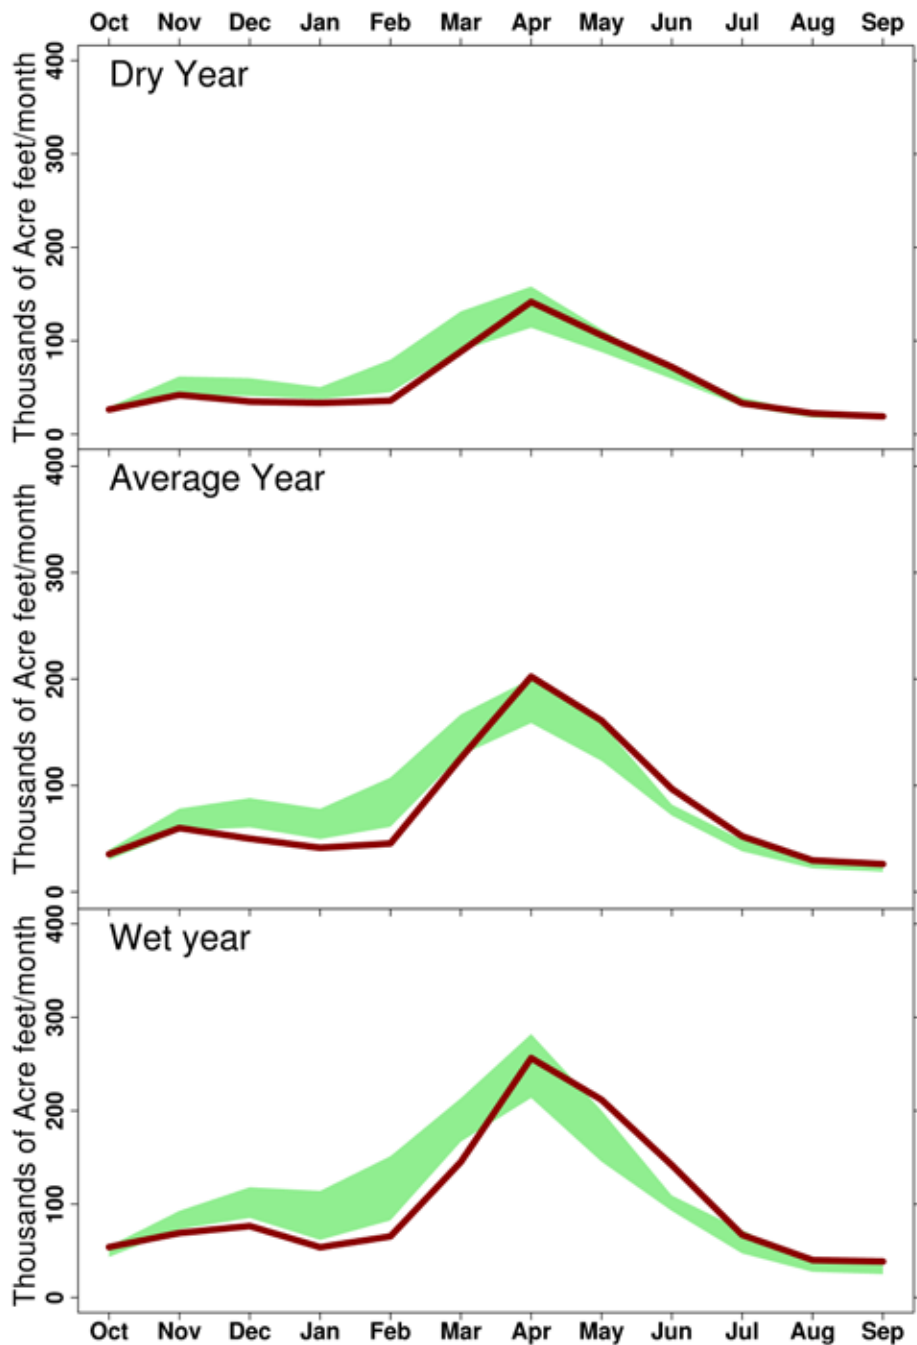 Oct Nov Dec Jan Feb Mar Apr May Jun Jul Aug Sep
Dry Year
Thousands of Acre feet/month
400
300
200
100
0
Average Year
Thousands of Acre feet/month
400
300
200
100
0
Wet year
Thousands of Acre feet/month
400
300
200
100
0
Oct Nov Dec Jan Feb Mar Apr May Jun Jul Aug Sep